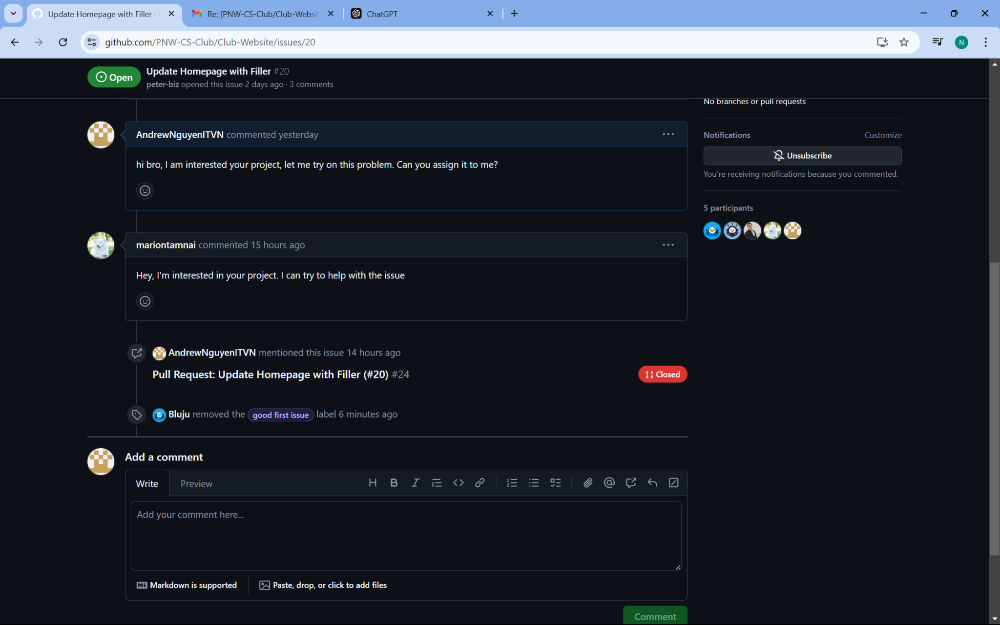 Update Homepage with Filler ·
Re: [PNW-CS-Club/Club-Websit
ChatGPT
github.com/PNW-CS-Club/Club-Website/issues/20
N
Open
Update Homepage with Filler #20
peter-biz opened this issue 2 days ago · 3 comments
No branches or pull requests
AndrewNguyenITVN commented yesterday
hi bro, I am interested your project, let me try on this problem. Can you assign it to me?
Notifications
Customize
Unsubscribe
You're receiving notifications because you commented.
5 participants
mariontamnai commented 15 hours ago
Hey, I'm interested in your project. I can try to help with the issue
AndrewNguyenITVN mentioned this issue 14 hours ago
Pull Request: Update Homepage with Filler (#20) #24
Closed
Bluju removed the good first issue label 6 minutes ago
Add a comment
Write
Preview
Add your comment here...
Markdown is supported
Paste, drop, or click to add files
Comment